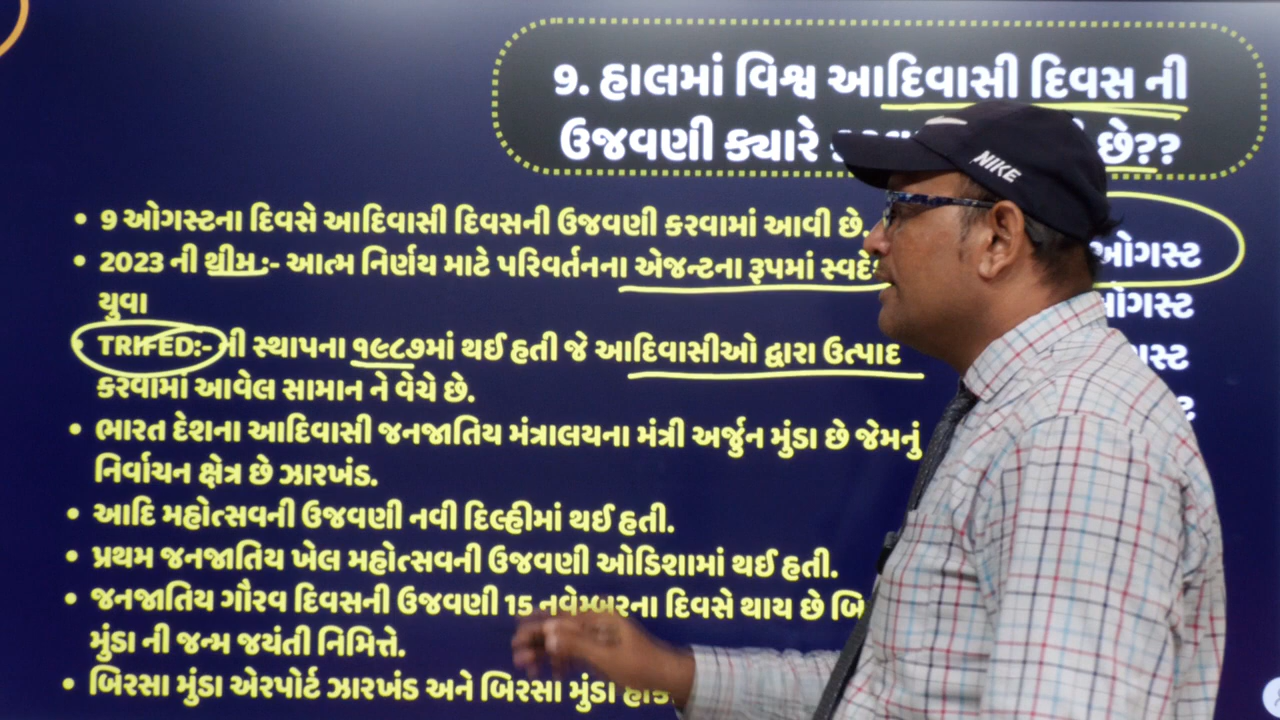 9. હાલમાં વિશ્વ આદિવાસી દિવસ ની
ઉજવણી ક્યારે છે??
NIKE
• 9 ઓગસ્ટના દિવસે આદિવાસી દિવસની ઉજવણી કરવામાં આવી છે.
• 2023 ની થીમ :- આત્મ નિર્ણય માટે પરિવર્તનના એજન્ટના રૂપમાં
યુવા
• TRIFED:- ની સ્થાપના ૧૯૮૭માં થઈ હતી જે આદિવાસીઓ દ્વારા ઉત્પાદ
કરવામાં આવેલ સામાન ને વેચે છે.
• ભારત દેશના આદિવાસી જનજાતિય મંત્રાલયના મંત્રી અર્જુન મુંડા છે જેમનું
નિર્વાચન ક્ષેત્ર છે ઝારખંડ.
• આદિ મહોત્સવની ઉજવણી નવી દિલ્હીમાં થઈ હતી.
• પ્રથમ જનજાતિય ખેલ મહોત્સવની ઉજવણી ઓડિશામાં થઈ હતી.
• જનજાતિય ગૌરવ દિવસની ઉજવણી 15 નવેમ્બરના દિવસે થાય છે
મુંડા ની જન્મ જયંતી નિમિત્તે.
• બિરસા મુંડા એરપોર્ટ ઝારખંડ અને બિરસા મુંડા
ઓગસ્ટ
ઓગસ્ટ